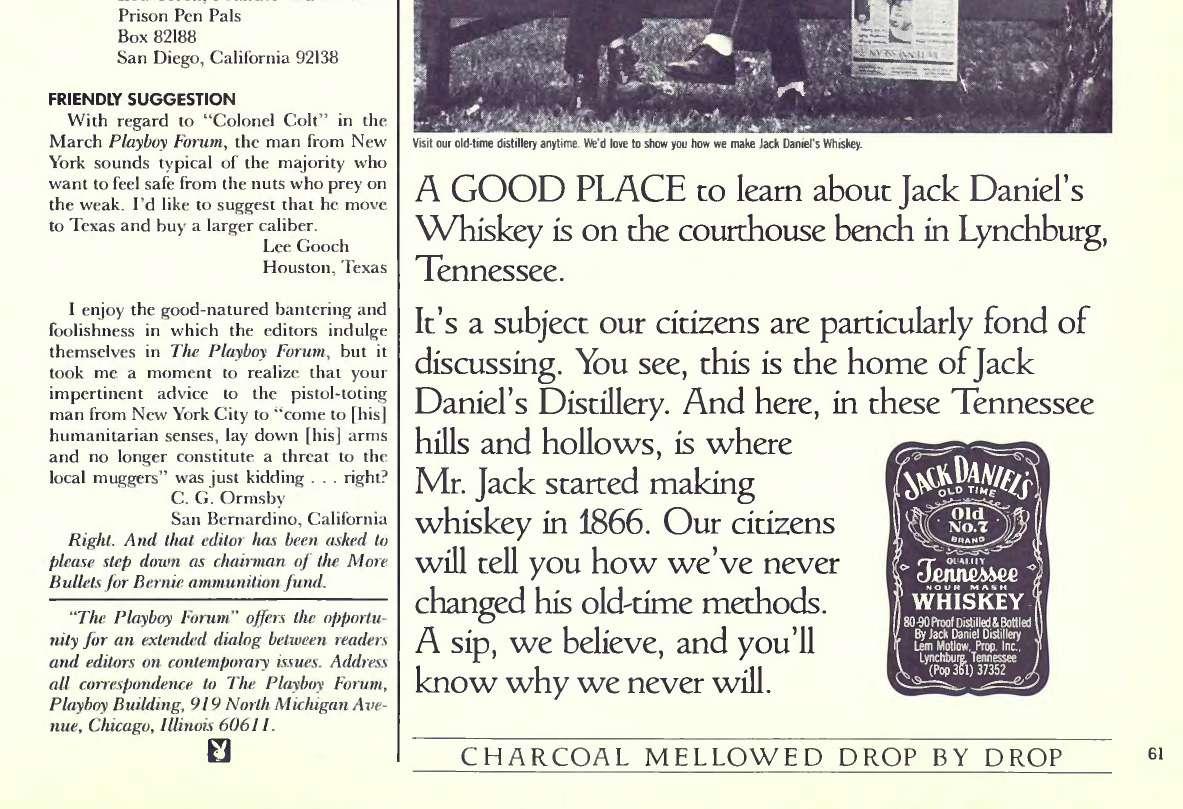 Prison Pen Pals
Box 82188
San Diego, California 92138
FRIENDLY SUGGESTION
With regard to “Colonel Colt” in the
March Playboy Forum, the man from New
York sounds typical of the majority who
want to feel safe from the nuts who prey on
the weak. I’d like to suggest that he move
to Texas and buy a larger caliber.
Lee Gooch
Houston, Texas
I enjoy the good-natured bantering and
foolishness in which the editors indulge
themselves in The Playboy Forum, but it
took me a moment to realize that your
impertinent advice to the pistol-toting
man from New York City to “come to [his]
humanitarian senses, lay down [his] arms
and no longer constitute a threat to the
local muggers” was just kidding . . . right?
C. G. Ormsby
San Bernardino, California
Right. And that editor has been asked to
please step down as chairman of the More
Bullets for Bernie ammunition fund.
“The Playboy Forum” offers the opportu-
nity for an extended dialog between readers
and editors on contemporary issues. Address
all correspondence to The Playboy Forum,
Playboy Building, 919 North Michigan Ave-
nue, Chicago, Illinois 60611.
Visit our old-time distillery anytime. We’d love to show you how we make Jack Daniel’s Whiskey.
A GOOD PLACE to learn about Jack Daniel’s
Whiskey is on the courthouse bench in Lynchburg,
Tennessee.
It’s a subject our citizens are particularly fond of
discussing. You see, this is the home of Jack
Daniel’s Distillery. And here, in these Tennessee
hills and hollows, is where
Mr. Jack started making
whiskey in 1866. Our citizens
will tell you how we’ve never
changed his old-time methods.
A sip, we believe, and you’ll
know why we never will.
JACK DANIEL’S
OLD TIME
Old
No.7
BRAND
QUALITY
Tennessee
SOUR MASH
WHISKEY
80-90 Proof Distilled & Bottled
By Jack Daniel Distillery
Lem Motlow, Prop. Inc.,
Lynchburg, Tennessee
(Pop 361) 37352
CHARCOAL MELLOWED DROP BY DROP
61